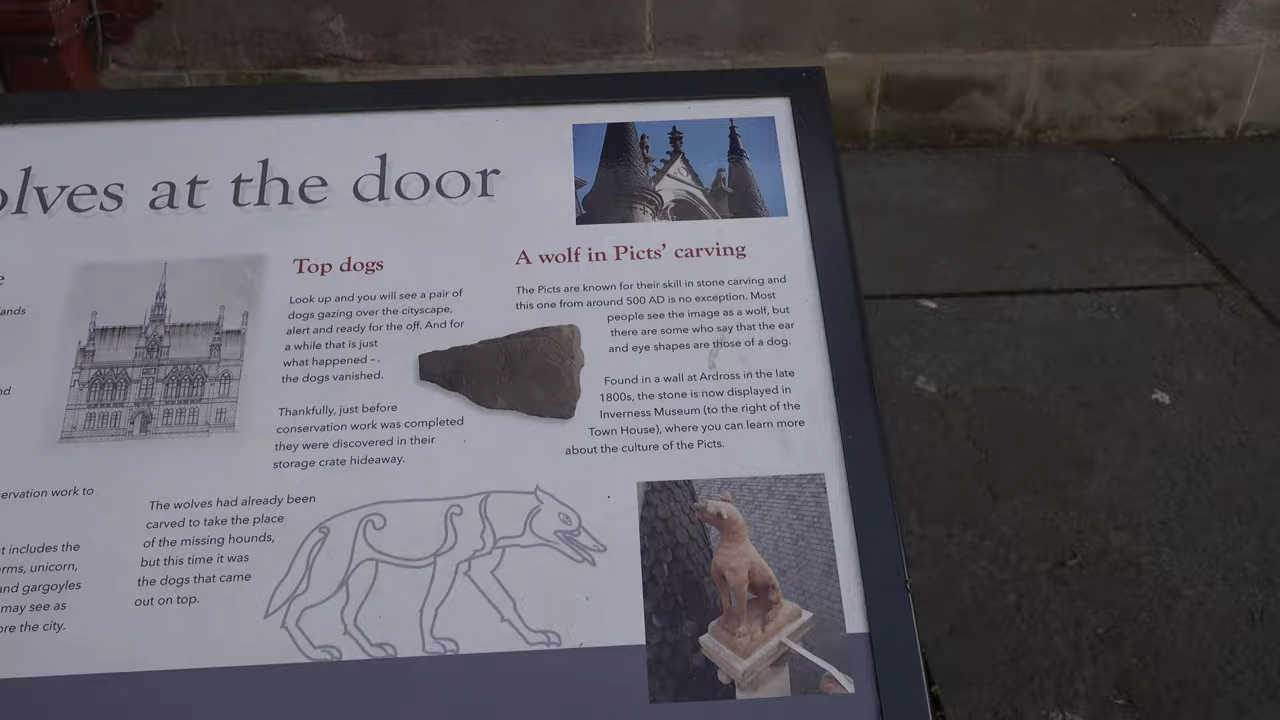 olves at the door
ands
nd
ervation work to
t includes the
rms, unicorn,
and gargoyles
may see as
ore the city.
Top dogs
Look up and you will see a pair of
dogs gazing over the cityscape,
alert and ready for the off. And for
a while that is just
what happened – .
the dogs vanished.
Thankfully, just before
conservation work was completed
they were discovered in their
storage crate hideaway.
The wolves had already been
carved to take the place
of the missing hounds,
but this time it was
the dogs that came
out on top.
A wolf in Picts' carving
The Picts are known for their skill in stone carving and
this one from around 500 AD is no exception. Most
people see the image as a wolf, but
there are some who say that the ear
and eye shapes are those of a dog.
Found in a wall at Ardross in the late
1800s, the stone is now displayed in
Inverness Museum (to the right of the
Town House), where you can learn more
about the culture of the Picts.